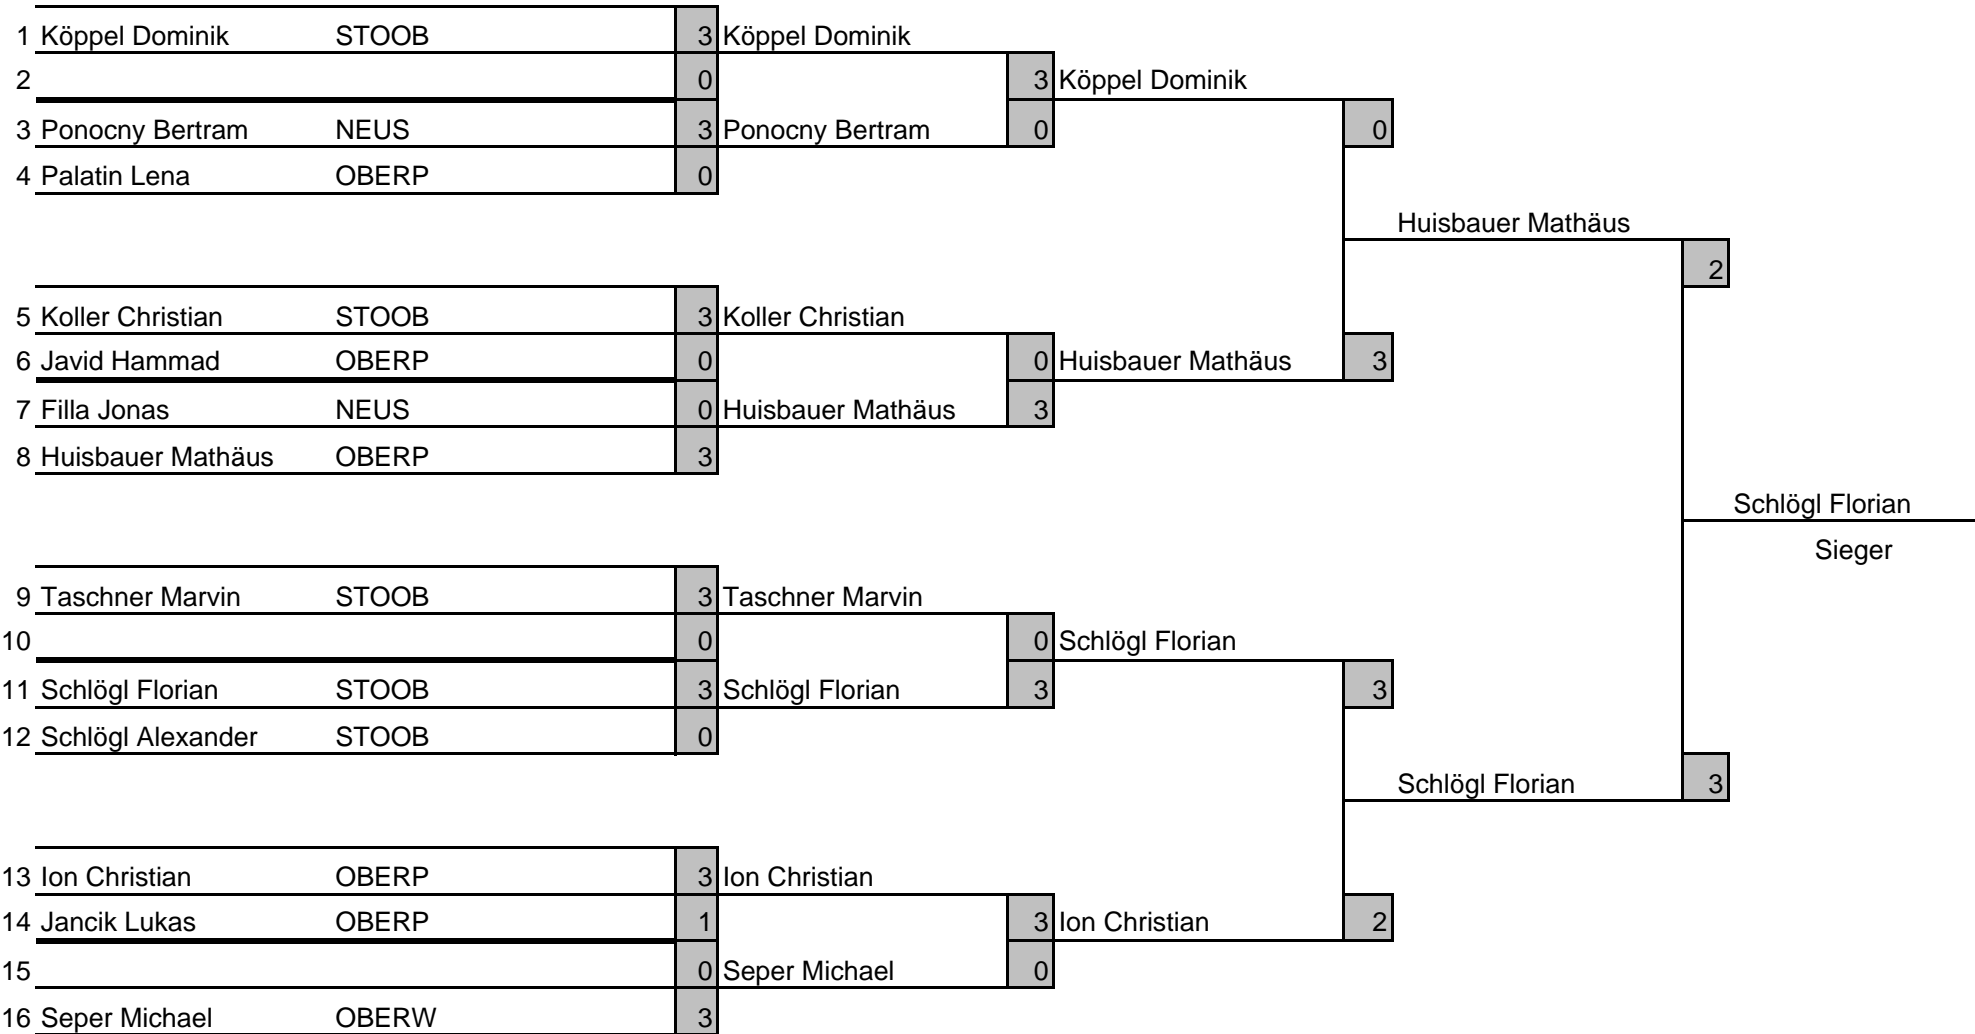 1 Köppel Dominik STOOB 3 Köppel Dominik
2 0 3 Köppel Dominik
3 Ponocny Bertram NEUS 3 Ponocny Bertram 0 0
4 Palatin Lena OBERP 0
Huisbauer Mathäus
2
5 Koller Christian STOOB 3 Koller Christian
6 Javid Hammad OBERP 0 0 Huisbauer Mathäus 3
7 Filla Jonas NEUS 0 Huisbauer Mathäus 3
8 Huisbauer Mathäus OBERP 3
Schlögl Florian
Sieger
9 Taschner Marvin STOOB 3 Taschner Marvin
10 0 0 Schlögl Florian
11 Schlögl Florian STOOB 3 Schlögl Florian 3 3
12 Schlögl Alexander STOOB 0
Schlögl Florian 3
13 Ion Christian OBERP 3 Ion Christian
14 Jancik Lukas OBERP 1 3 Ion Christian 2
15 0 Seper Michael 0
16 Seper Michael OBERW 3